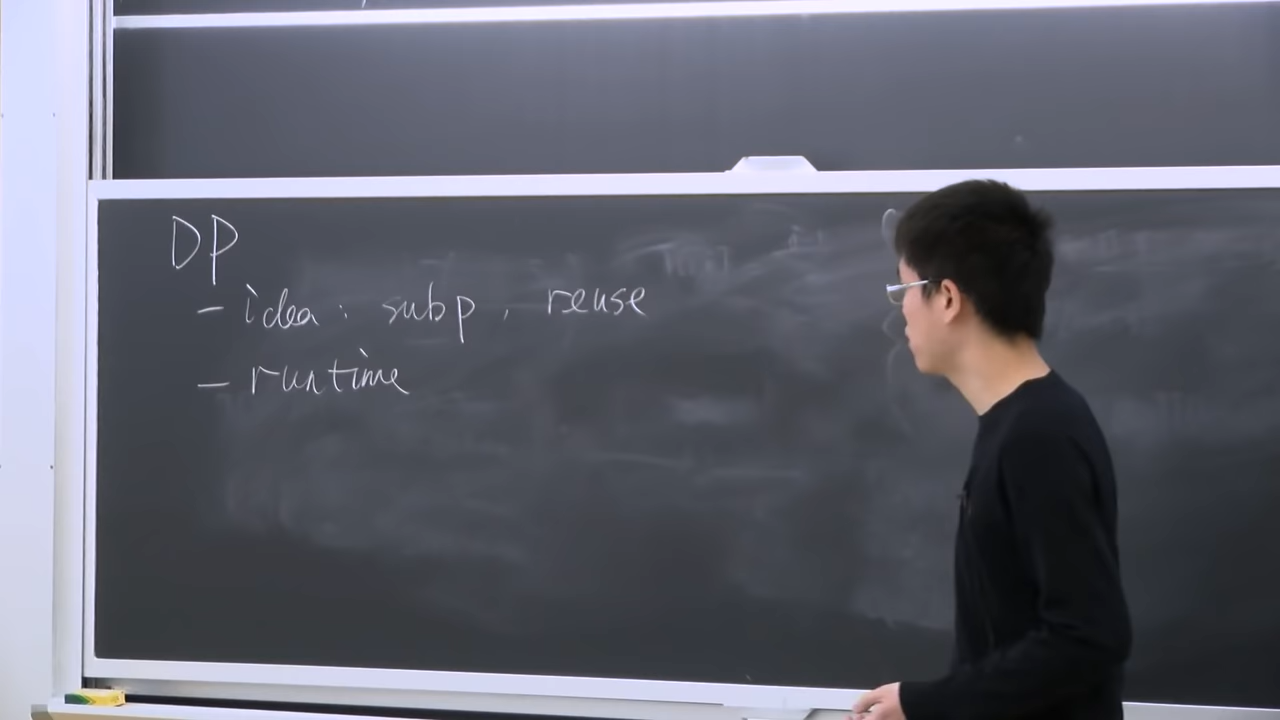 DP
- idea: subp, reuse
- runtime